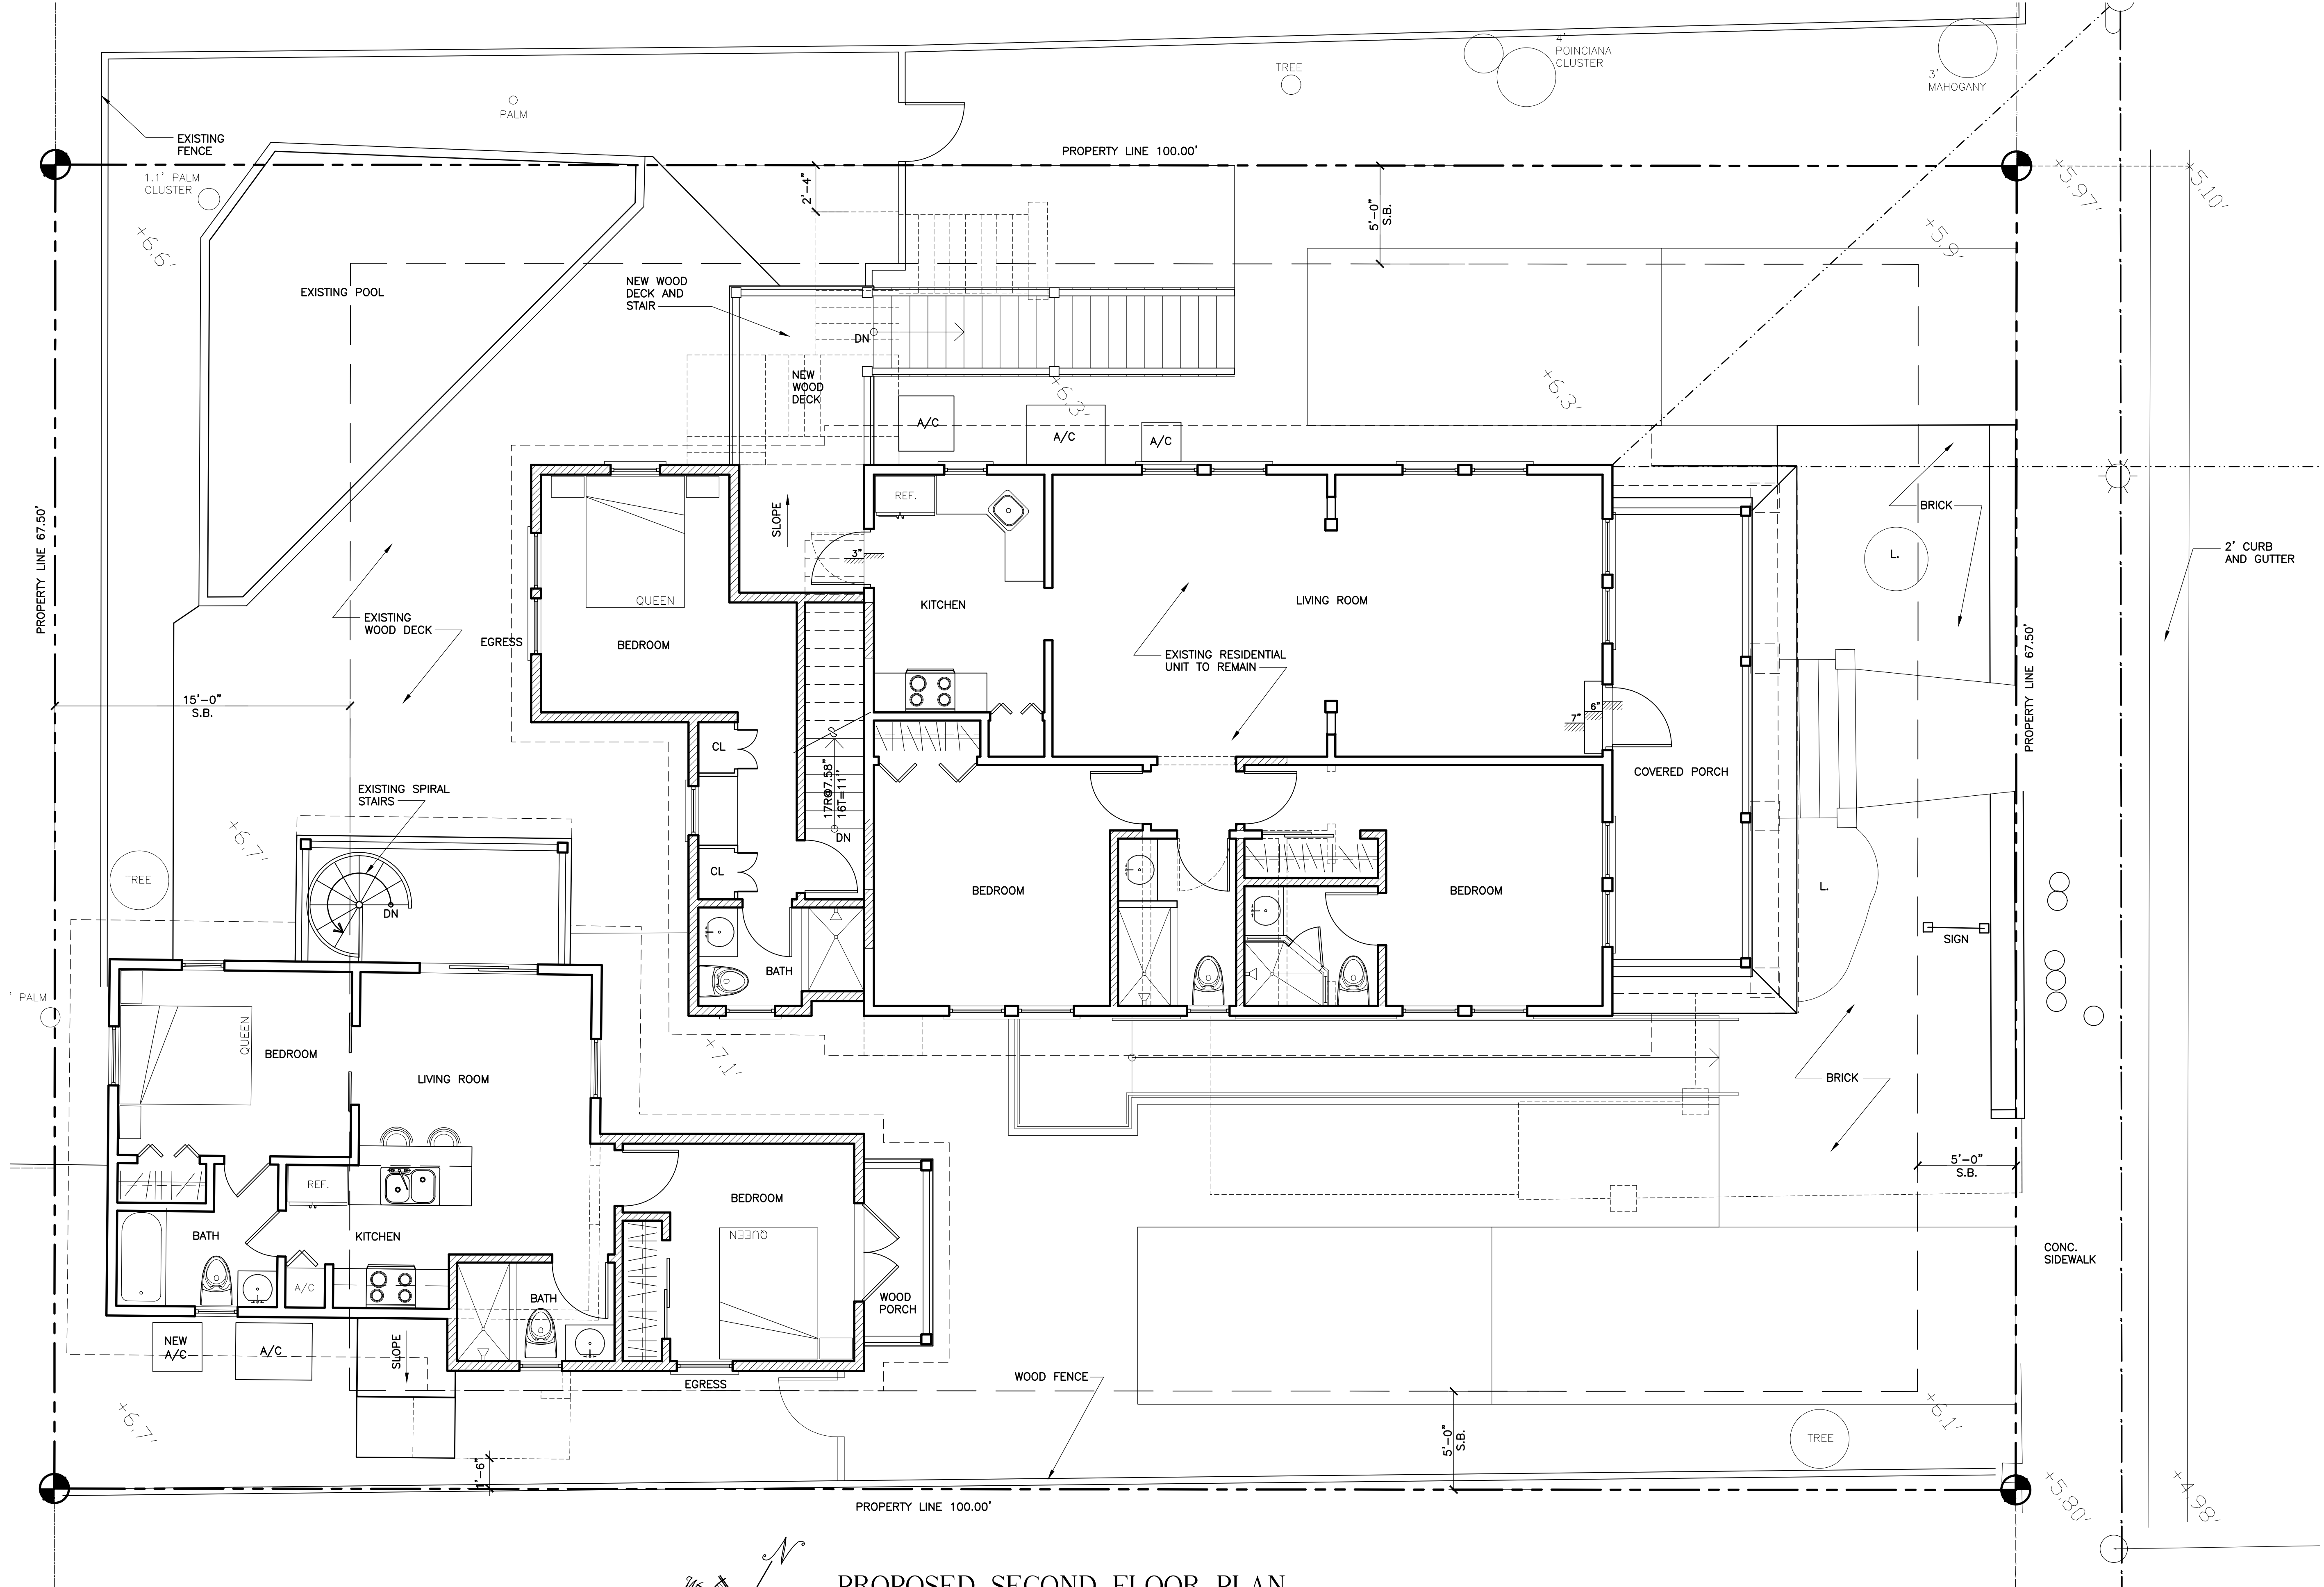 4'
POINCIANA
CLUSTER
TREE
3'
MAHOGANY
PALM
EXISTING
FENCE
PROPERTY LINE 100.00'
1.1' PALM
CLUSTER
2'-4"
5'-0"
S.B.
+5.97'
+5.10'
+6.6'
+5.9'
EXISTING POOL
NEW WOOD
DECK AND
STAIR
DN
NEW
WOOD
DECK
+6.3'
+6.3'
A/C
A/C
A/C
PROPERTY LINE 67.50'
REF.
SLOPE
BRICK
L.
2' CURB
AND GUTTER
3"
QUEEN
KITCHEN
LIVING ROOM
EXISTING
WOOD DECK
EGRESS
BEDROOM
EXISTING RESIDENTIAL
UNIT TO REMAIN
PROPERTY LINE 67.50'
15'-0"
S.B.
7"
6"
CL
17R@7.58"
16T=11"
COVERED PORCH
EXISTING SPIRAL
STAIRS
+6.7'
DN
CL
TREE
BEDROOM
BEDROOM
L.
DN
SIGN
BATH
' PALM
QUEEN
BEDROOM
LIVING ROOM
+7.1'
BRICK
5'-0"
S.B.
REF.
BEDROOM
QUEEN
BATH
KITCHEN
CONC.
SIDEWALK
A/C
BATH
WOOD
PORCH
NEW
A/C
A/C
SLOPE
EGRESS
WOOD FENCE
+6.7'
+6.1'
TREE
5'-0"
S.B.
1'-6"
+5.80'
+4.98'
PROPERTY LINE 100.00'
N
PROPOSED SECOND FLOOR PLAN